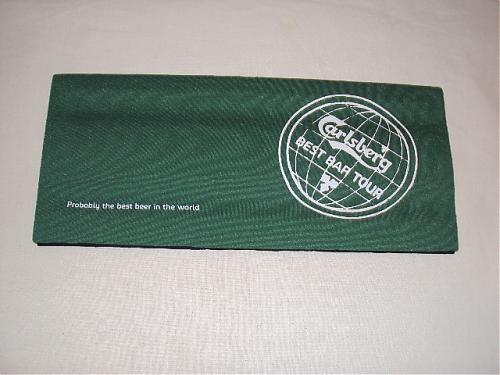 Carlsberg
BEST BAR TOUR
Probably the best beer in the world